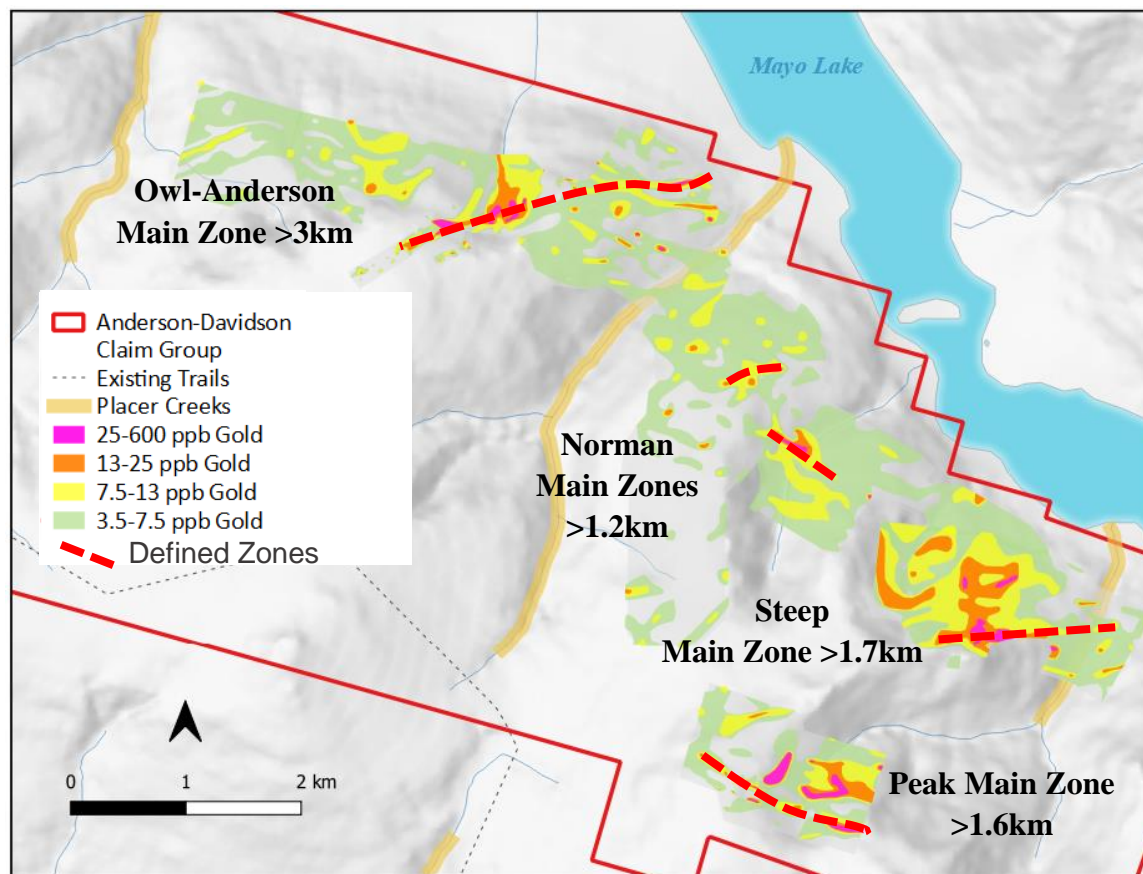 Mayo Lake
Owl-Anderson
Main Zone >3km
Anderson-Davidson
Claim Group
Existing Trails
Placer Creeks
25-600 ppb Gold
13-25 ppb Gold
7.5-13 ppb Gold
3.5-7.5 ppb Gold
Defined Zones
Norman
Main Zones
>1.2km
Steep
Main Zone >1.7km
Peak Main Zone
>1.6km
0 1 2 km